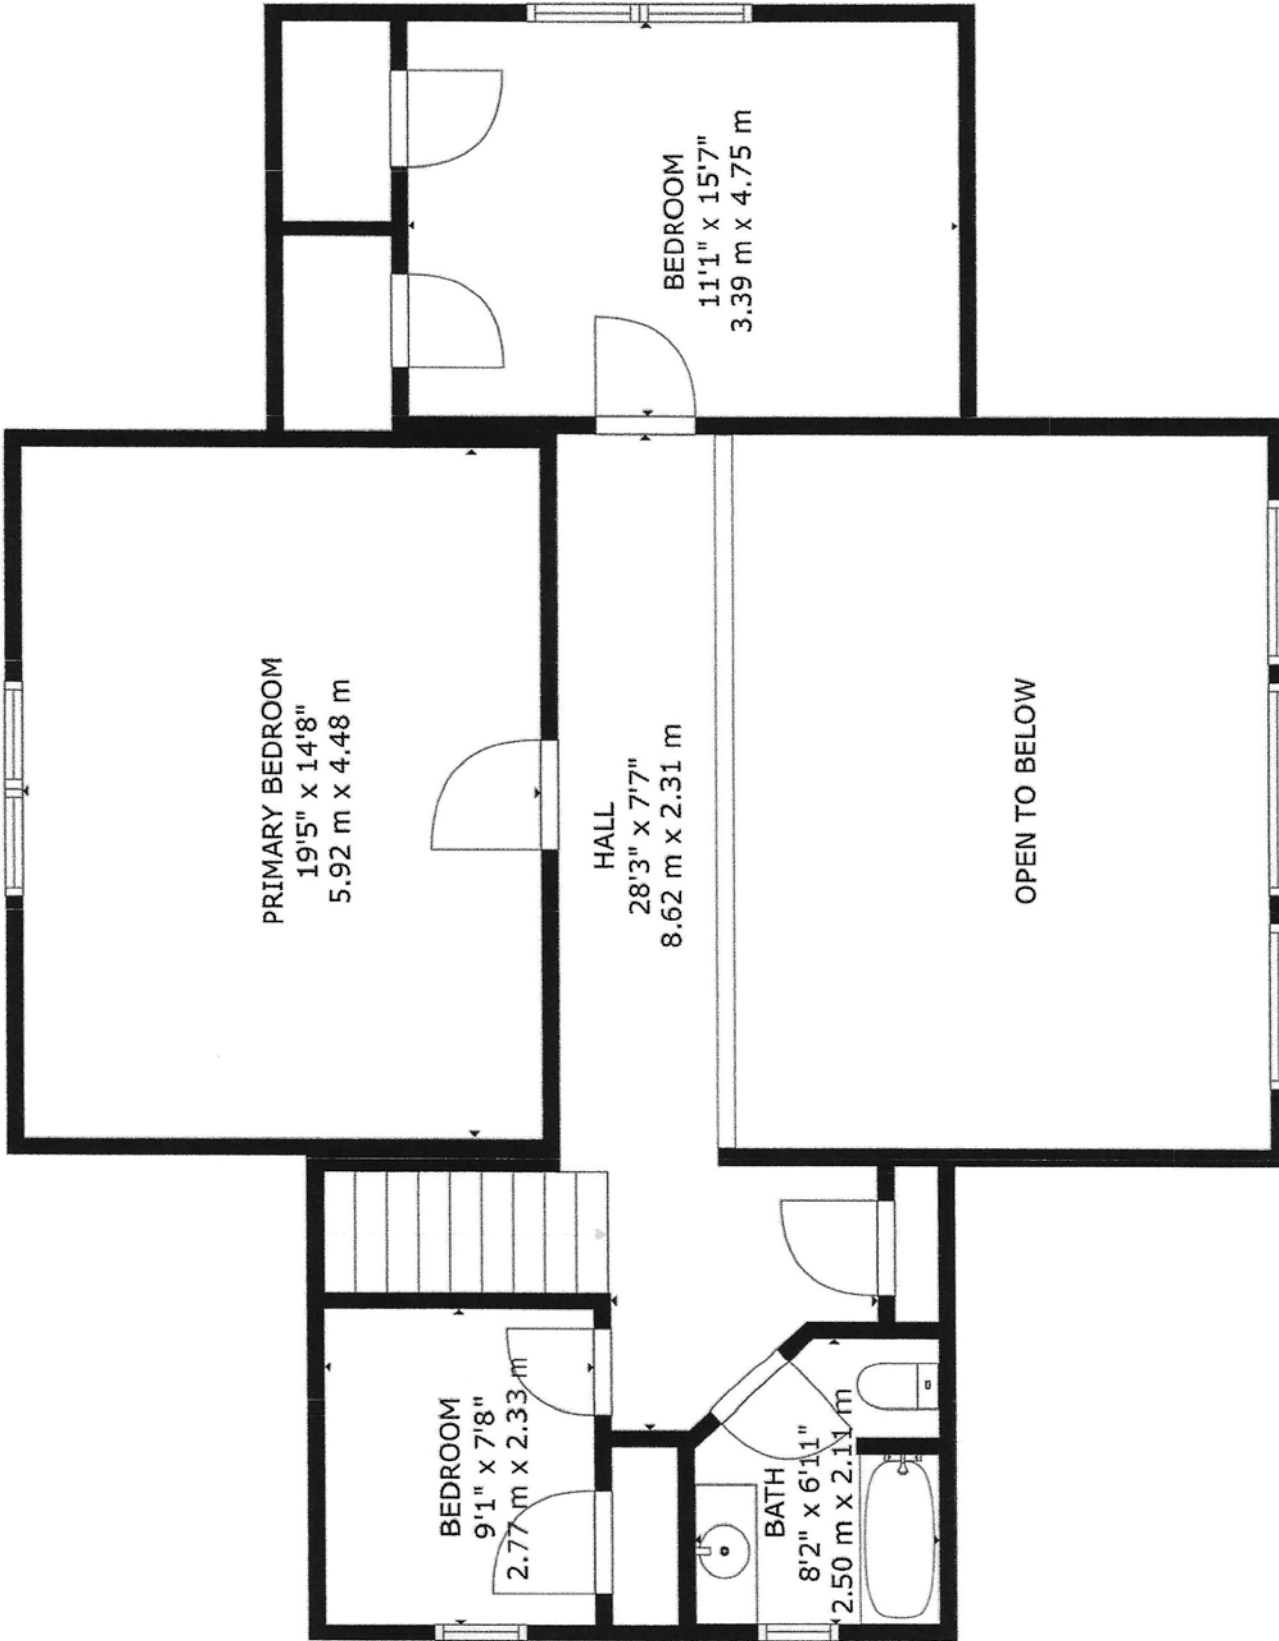 PRIMARY BEDROOM
19'5" x 14'8"
5.92 m x 4.48 m
BEDROOM
9'1" x 7'8"
2.77 m x 2.33 m
HALL
28'3" x 7'7"
8.62 m x 2.31 m
BEDROOM
11'1" x 15'7"
3.39 m x 4.75 m
BATH
8'2" x 6'11"
2.50 m x 2.11 m
OPEN TO BELOW